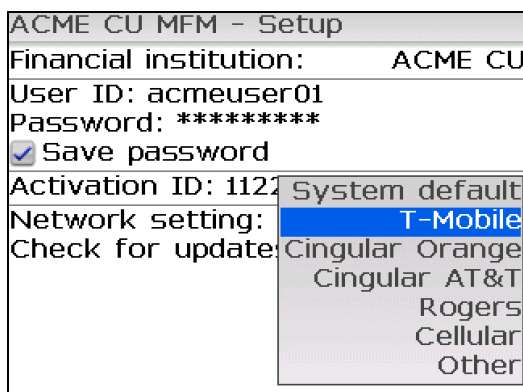 ACME CU MFM - Setup
Financial institution: ACME CU
User ID: acmeuser01
Password: *********
Save password
Activation ID: 1122
Network setting:
Check for updates
System default
T-Mobile
Cingular Orange
Cingular AT&T
Rogers
Cellular
Other